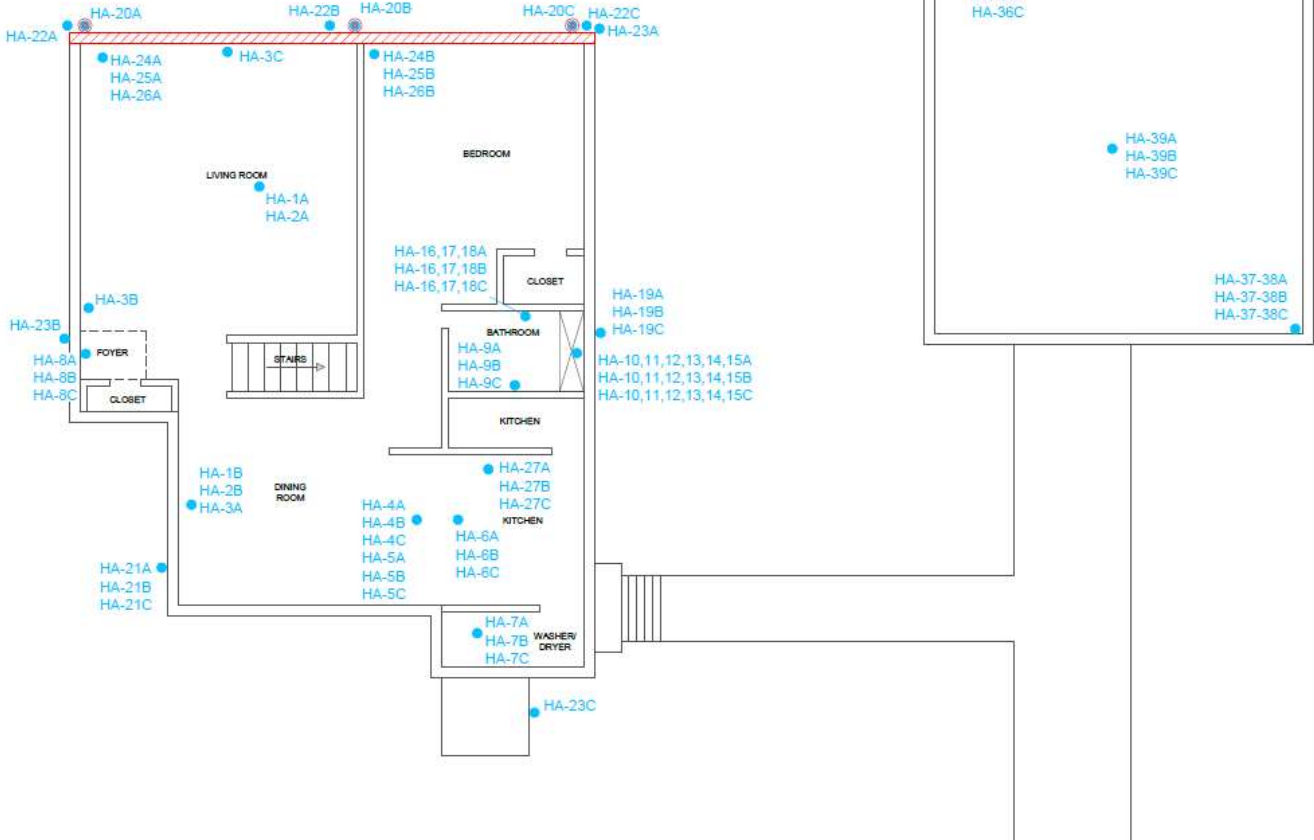 HA-20A
HA-22B
HA-20B
HA-20C
HA-22C
HA-36C
HA-22A
HA-23A
HA-24A
HA-25A
HA-26A
HA-3C
HA-24B
HA-25B
HA-26B
BEDROOM
HA-39A
HA-39B
HA-39C
LIVING ROOM
HA-1A
HA-2A
HA-16,17,18A
HA-16,17,18B
HA-16,17,18C
CLOSET
HA-37-38A
HA-37-38B
HA-37-38C
HA-3B
HA-19A
HA-19B
HA-19C
HA-23B
FOYER
HA-8A
HA-8B
HA-8C
CLOSET
STAIRS
BATHROOM
HA-9A
HA-9B
HA-9C
HA-10,11,12,13,14,15A
HA-10,11,12,13,14,15B
HA-10,11,12,13,14,15C
KITCHEN
HA-1B
HA-2B
HA-3A
DINING
ROOM
HA-27A
HA-27B
HA-27C
KITCHEN
HA-4A
HA-4B
HA-4C
HA-5A
HA-5B
HA-5C
HA-6A
HA-6B
HA-6C
HA-21A
HA-21B
HA-21C
HA-7A
HA-7B
HA-7C
WASHER/
DRYER
HA-23C